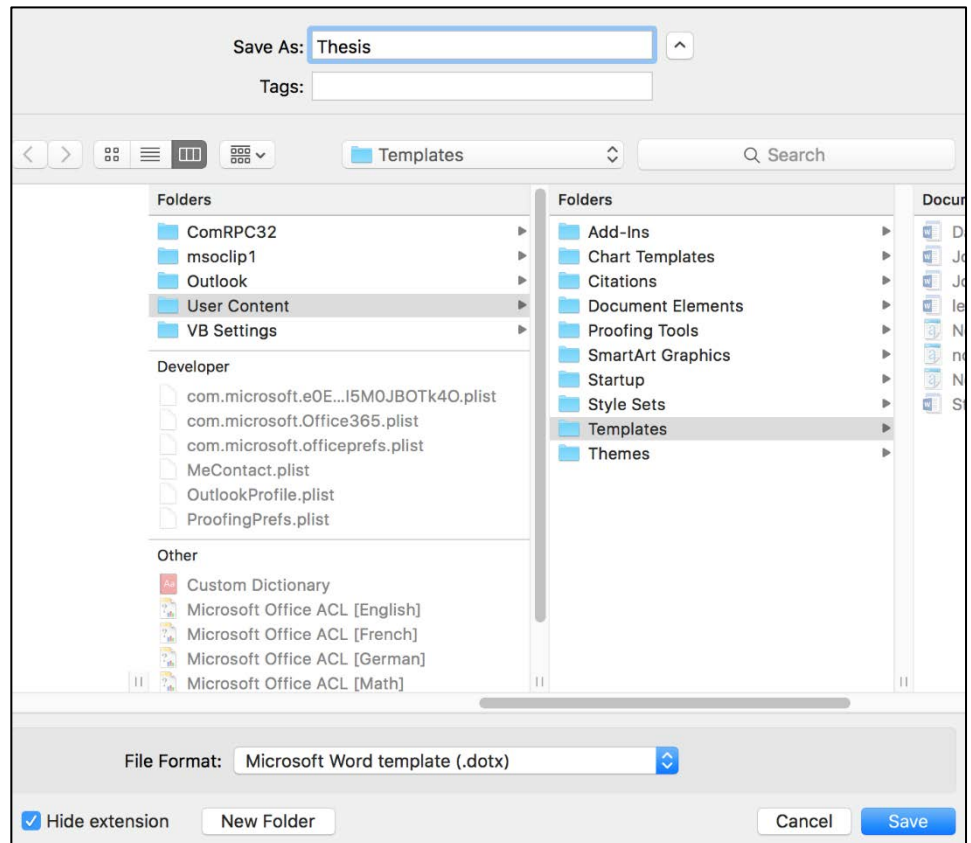 Save As: Thesis
Tags:
Templates
Search
Folders
ComRPC32
msoclip1
Outlook
User Content
VB Settings
Developer
com.microsoft.e0E...I5M0JBOTk4O.plist
com.microsoft.Office365.plist
com.microsoft.officeprefs.plist
MeContact.plist
OutlookProfile.plist
ProofingPrefs.plist
Other
Custom Dictionary
Microsoft Office ACL [English]
Microsoft Office ACL [French]
Microsoft Office ACL [German]
Microsoft Office ACL [Math]
Folders
Add-Ins
Chart Templates
Citations
Document Elements
Proofing Tools
SmartArt Graphics
Startup
Style Sets
Templates
Themes
File Format: Microsoft Word template (.dotx)
Hide extension
New Folder
Cancel
Save